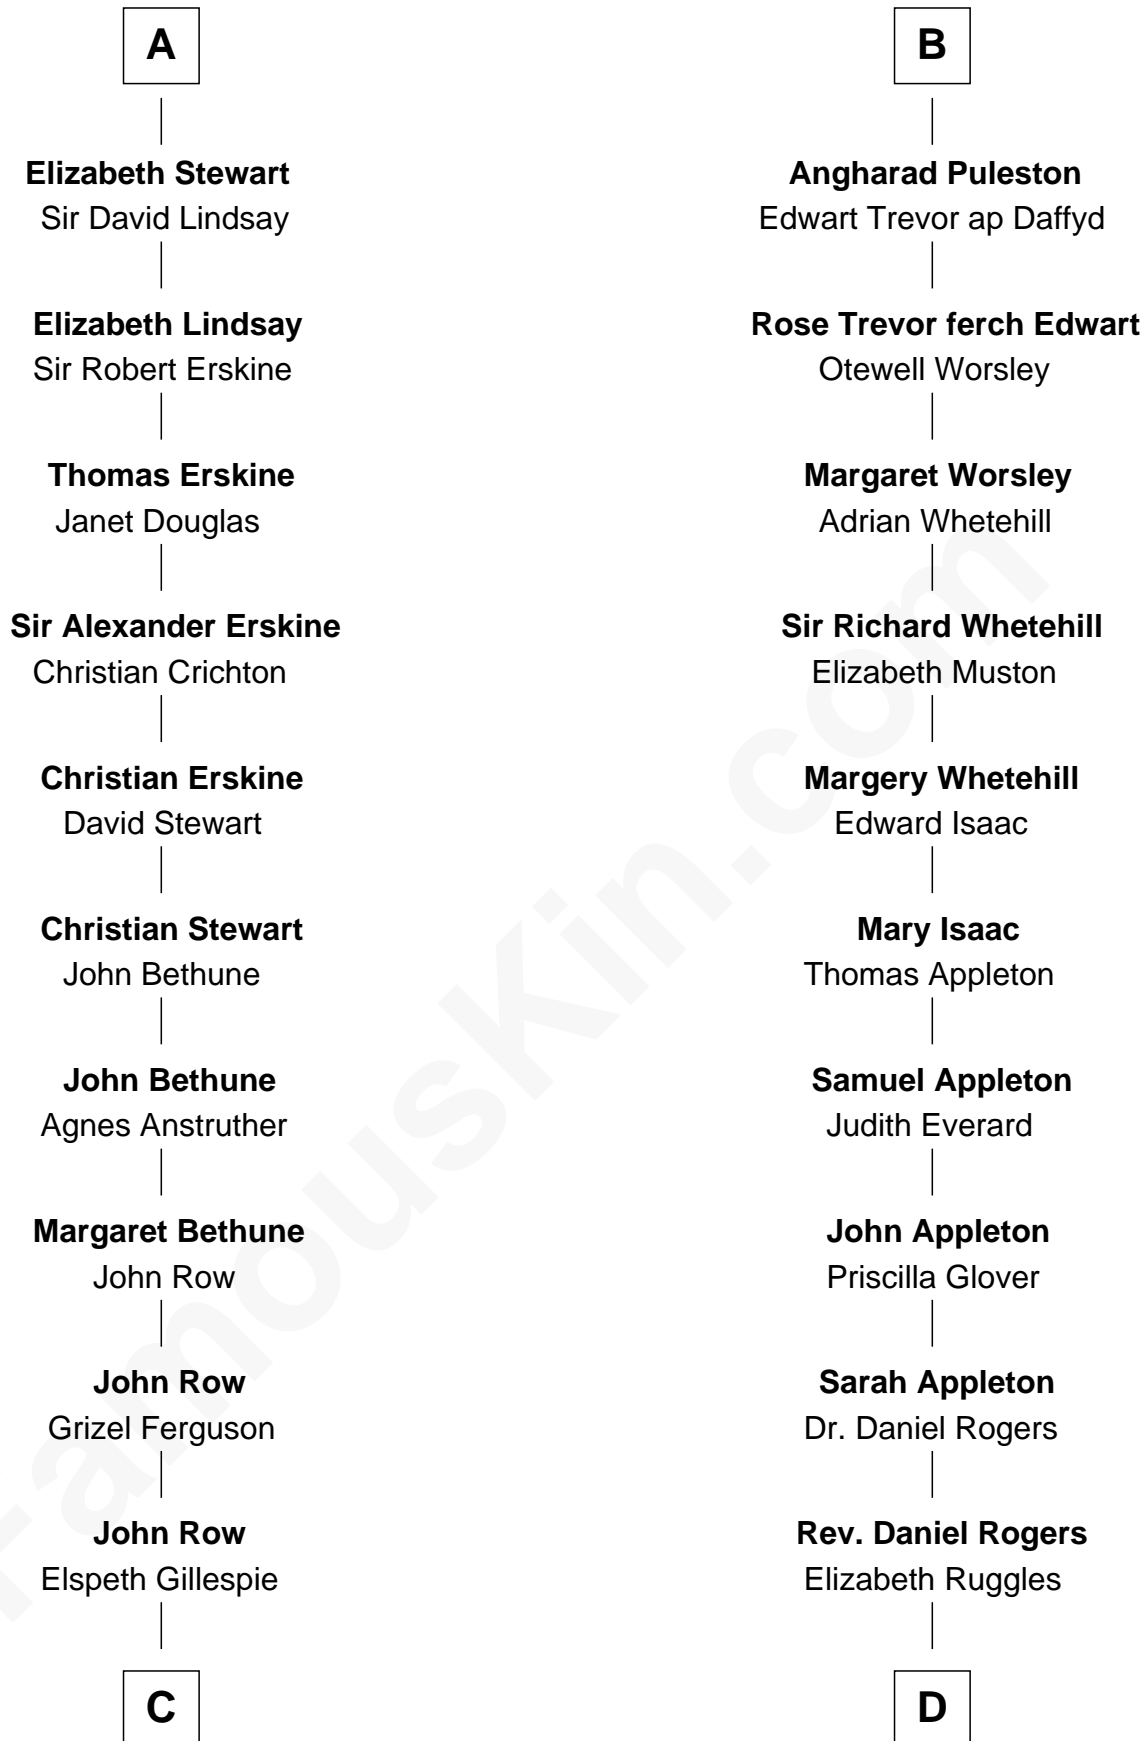 A
Elizabeth Stewart
Sir David Lindsay
Elizabeth Lindsay
Sir Robert Erskine
Thomas Erskine
Janet Douglas
Sir Alexander Erskine
Christian Crichton
Christian Erskine
David Stewart
Christian Stewart
John Bethune
John Bethune
Agnes Anstruther
Margaret Bethune
John Row
John Row
Grizel Ferguson
John Row
Elspeth Gillespie
C
B
Angharad Puleston
Edwart Trevor ap Daffyd
Rose Trevor ferch Edwart
Otewell Worsley
Margaret Worsley
Adrian Whetehill
Sir Richard Whetehill
Elizabeth Muston
Margery Whetehill
Edward Isaac
Mary Isaac
Thomas Appleton
Samuel Appleton
Judith Everard
John Appleton
Priscilla Glover
Sarah Appleton
Dr. Daniel Rogers
Rev. Daniel Rogers
Elizabeth Ruggles
D
FamousKin.com